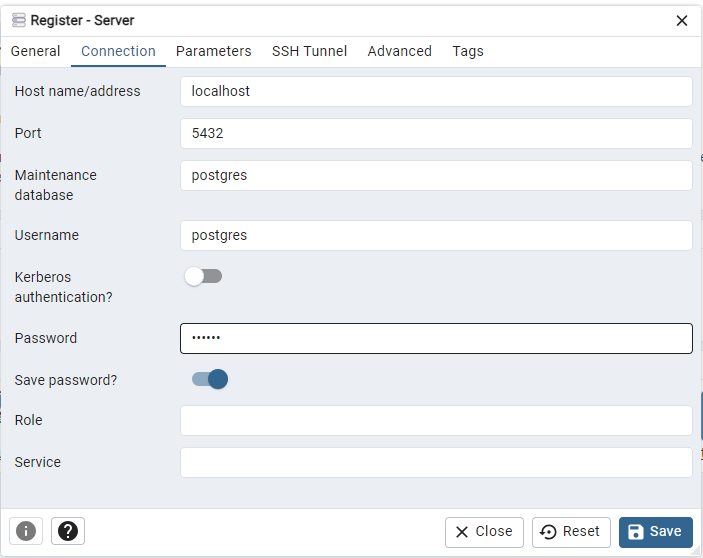 Register - Server
General Connection Parameters SSH Tunnel Advanced Tags
Host name/address localhost
Port 5432
Maintenance database postgres
Username postgres
Kerberos authentication?
Password ••••••
Save password?
Role
Service
Close Reset Save